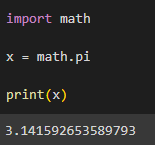 import math
x = math.pi
print(x)
3.141592653589793